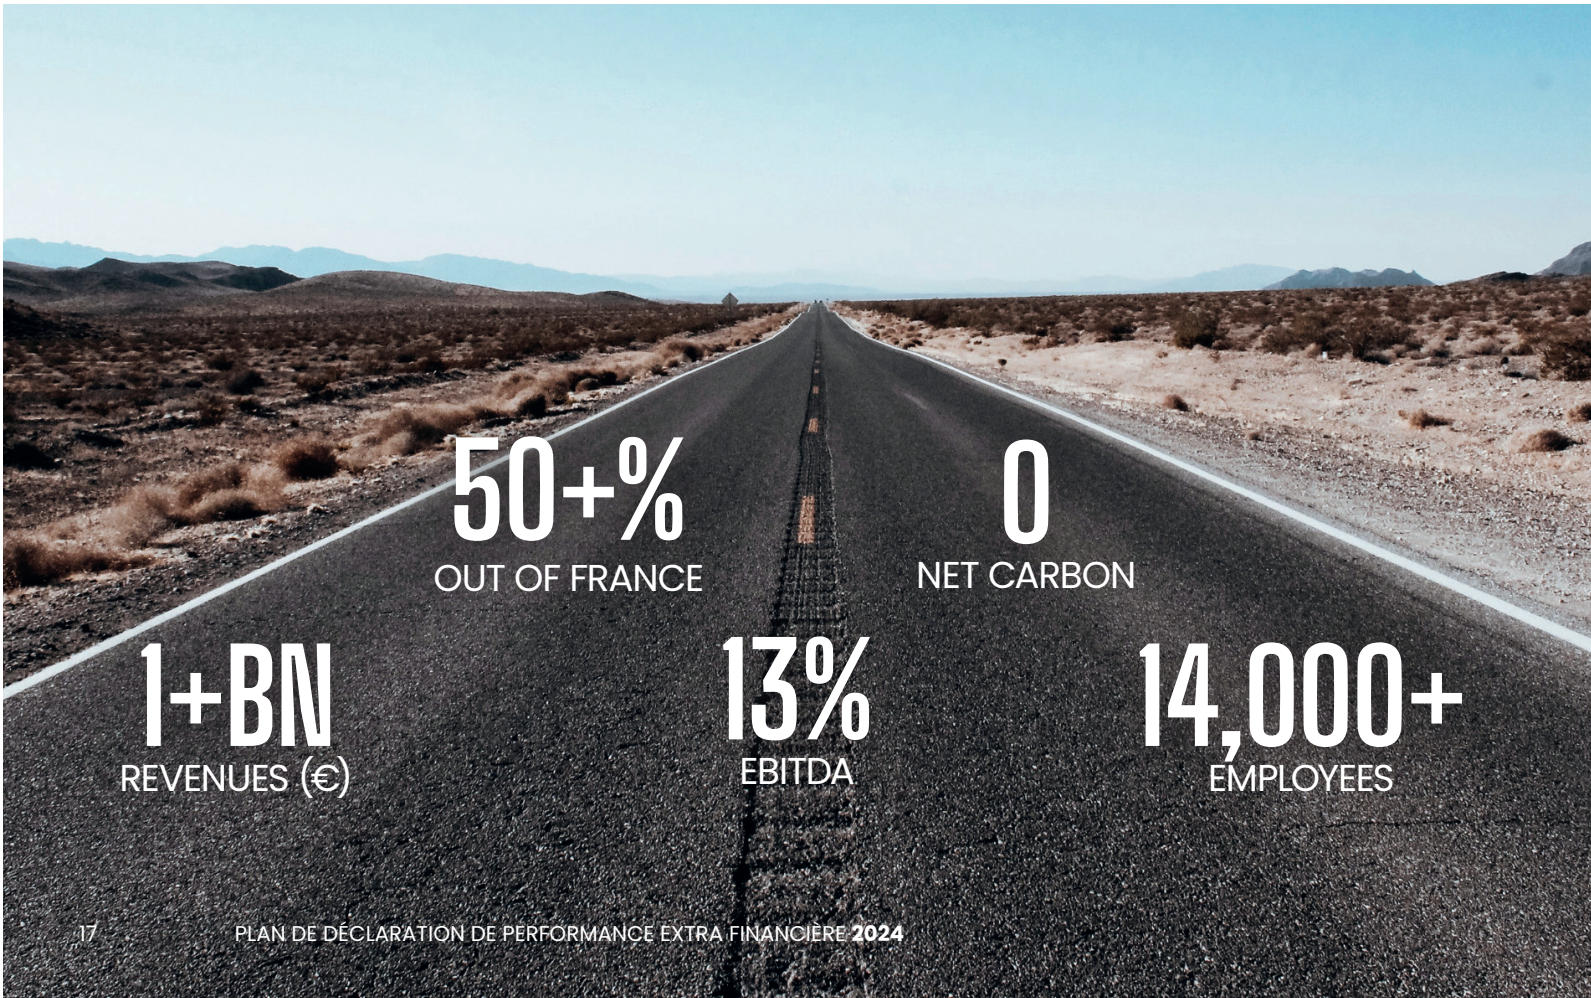 50+%
OUT OF FRANCE
0
NET CARBON
1+BN
REVENUES (€)
13%
EBITDA
14,000+
EMPLOYEES
17
PLAN DE DÉCLARATION DE PERFORMANCE EXTRA FINANCIÈRE 2024